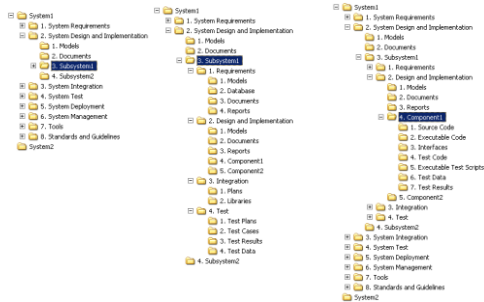 System1
1. System Requirements
2. System Design and Implementation
1. Models
2. Documents
3. Subsystem1
4. Subsystem2
3. System Integration
4. System Test
5. System Deployment
6. System Management
7. Tools
8. Standards and Guidelines
System2
System1
1. System Requirements
2. System Design and Implementation
1. Models
2. Documents
3. Subsystem1
1. Requirements
1. Models
2. Database
3. Documents
4. Reports
2. Design and Implementation
1. Models
2. Documents
3. Reports
4. Component1
5. Component2
3. Integration
1. Plans
2. Libraries
4. Test
1. Test Plans
2. Test Cases
3. Test Results
4. Test Data
4. Subsystem2
System1
1. System Requirements
2. System Design and Implementation
1. Models
2. Documents
3. Subsystem1
1. Requirements
2. Design and Implementation
1. Models
2. Documents
3. Reports
4. Component1
1. Source Code
2. Executable Code
3. Interfaces
4. Test Code
5. Executable Test Scripts
6. Test Data
7. Test Results
5. Component2
3. Integration
4. Test
4. Subsystem2
3. System Integration
4. System Test
5. System Deployment
6. System Management
7. Tools
8. Standards and Guidelines
System2